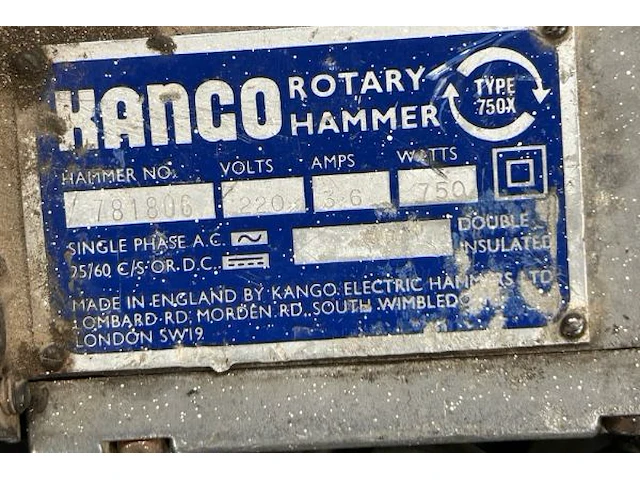 KANGO ROTARY HAMMER
TYPE 750X
HAMMER NO. VOLTS AMPS WATTS
781806 220 3.6 750
SINGLE PHASE A.C.
25/60 C/S OR D.C.
DOUBLE INSULATED
MADE IN ENGLAND BY KANGO ELECTRIC HAMMERS LTD
LOMBARD RD, MORDEN RD, SOUTH WIMBLEDO
LONDON SW19